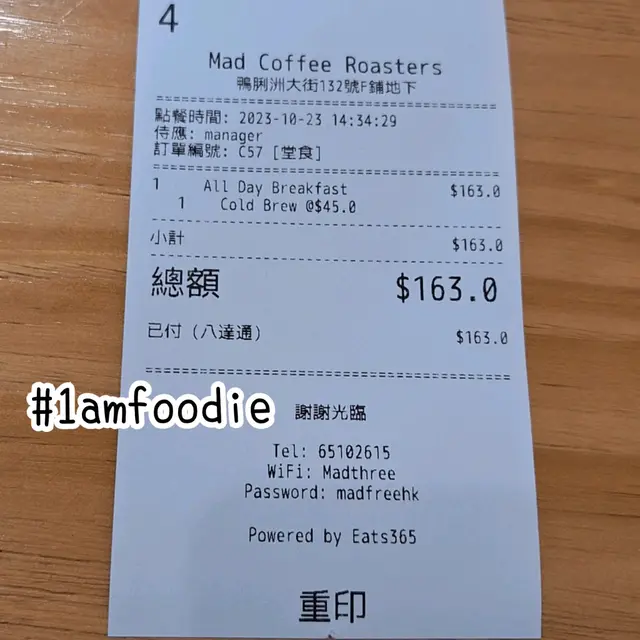 4
Mad Coffee Roasters
鴨脷洲大街132號F鋪地下
點餐時間: 2023-10-23 14:34:29
侍應: manager
訂單編號: C57 [堂食]
1 All Day Breakfast $163.0
1 Cold Brew @$45.0
小計 $163.0
總額 $163.0
已付 (八達通) $163.0
#1amfoodie
謝謝光臨
Tel: 65102615
WiFi: Madthree
Password: madfreehk
Powered by Eats365
重印